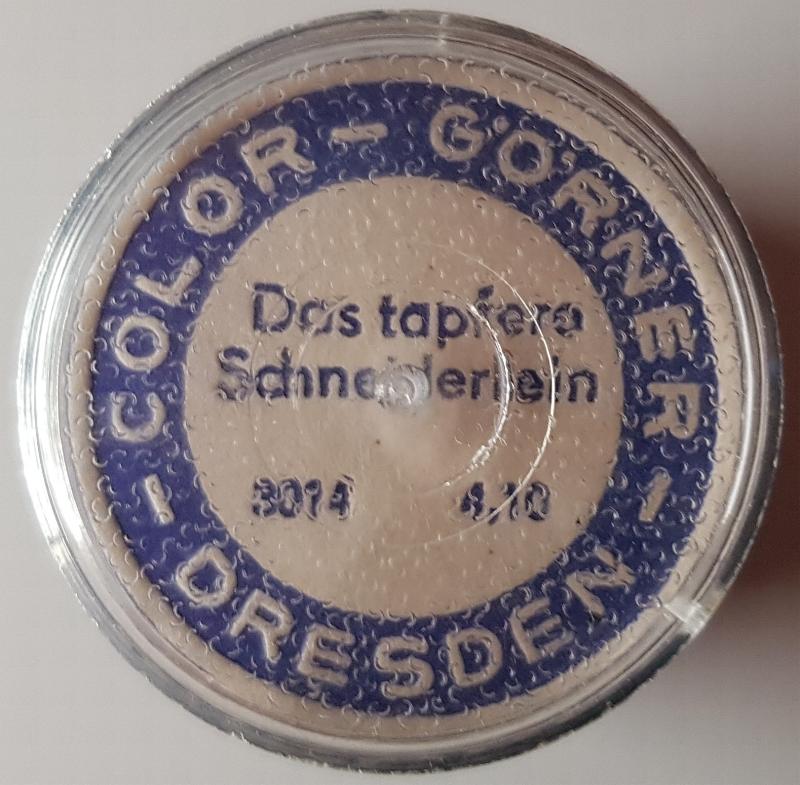 COLOR - GÖRNER
Das tapfere
Schneiderlein
3014 4,10
- DRESDEN -